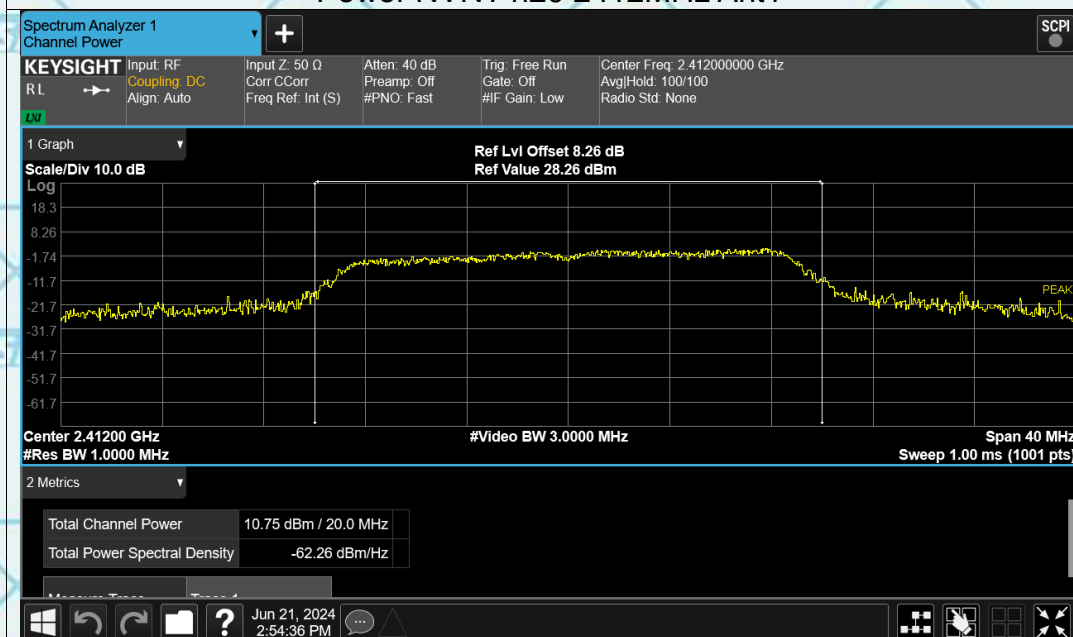 Spectrum Analyzer 1
Channel Power
+
SCPI
KEYSIGHT
RL
LXI
Input: RF
Coupling: DC
Align: Auto
Input Z: 50 Ω
Corr CCorr
Freq Ref: Int (S)
Atten: 40 dB
Preamp: Off
#PNO: Fast
Trig: Free Run
Gate: Off
#IF Gain: Low
Center Freq: 2.412000000 GHz
Avg|Hold: 100/100
Radio Std: None
1 Graph
Scale/Div 10.0 dB
Ref Lvl Offset 8.26 dB
Ref Value 28.26 dBm
Log
18.3
8.26
-1.74
-11.7
-21.7
-31.7
-41.7
-51.7
-61.7
PEAK
Center 2.41200 GHz
#Res BW 1.0000 MHz
#Video BW 3.0000 MHz
Span 40 MHz
Sweep 1.00 ms (1001 pts)
2 Metrics
Total Channel Power 10.75 dBm / 20.0 MHz
Total Power Spectral Density -62.26 dBm/Hz
?
Jun 21, 2024
2:54:36 PM